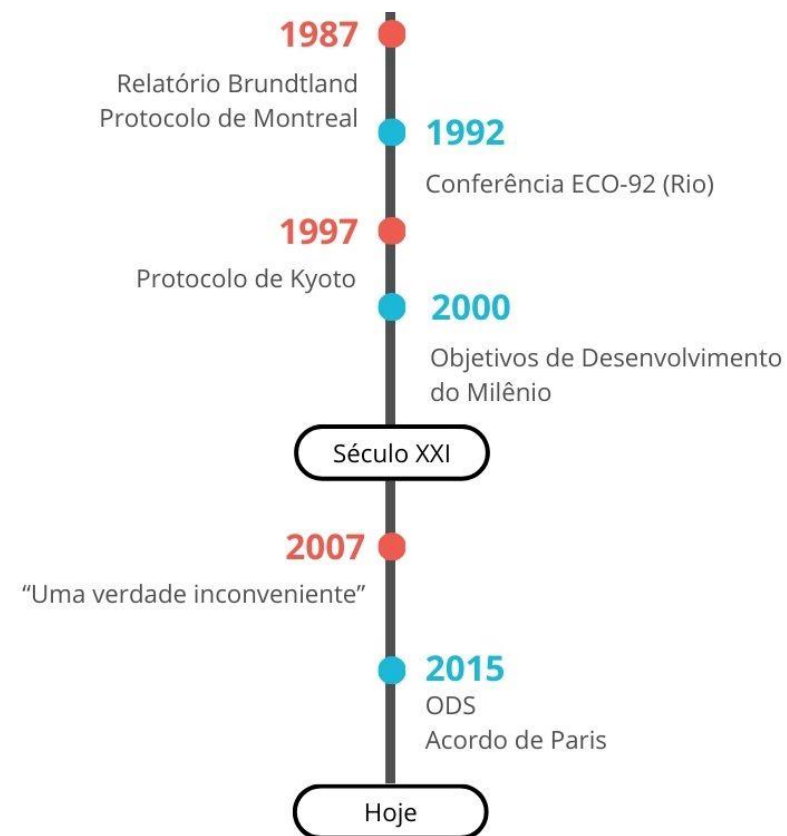 1987
Relatório Brundtland
Protocolo de Montreal
1992
Conferência ECO-92 (Rio)
1997
Protocolo de Kyoto
2000
Objetivos de Desenvolvimento
do Milênio
Século XXI
2007
“Uma verdade inconveniente”
2015
ODS
Acordo de Paris
Hoje